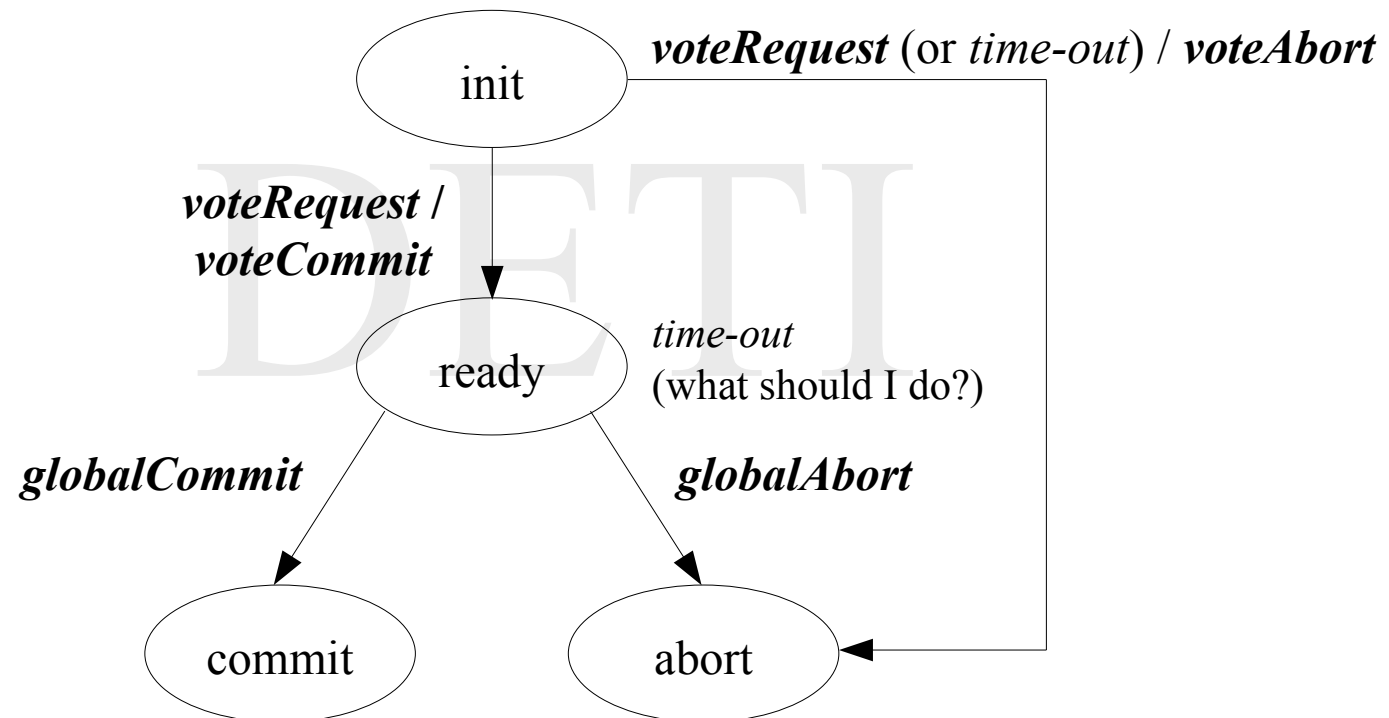 voteRequest (or time-out) / voteAbort
init
DETI
voteRequest /
voteCommit
time-out
ready
(what should I do?)
globalCommit
globalAbort
commit
abort